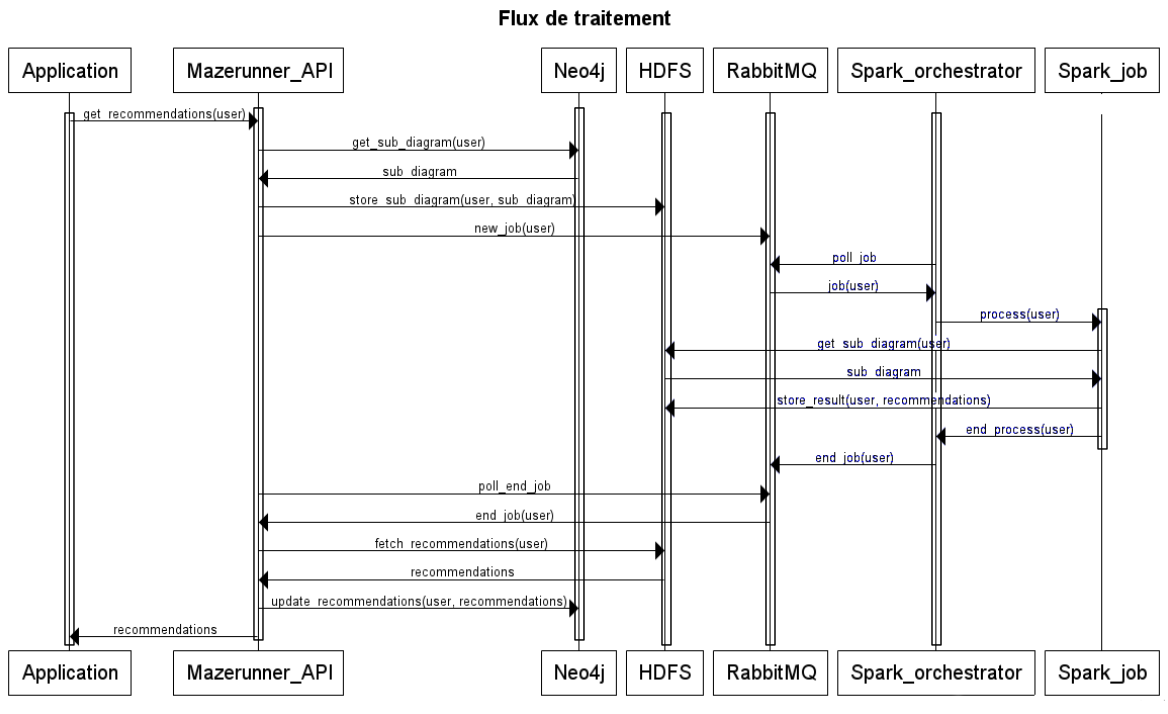 Flux de traitement
Application Mazerunner_API Neo4j HDFS RabbitMQ Spark_orchestrator Spark_job
get_recommendations(user)
get_sub_diagram(user)
sub_diagram
store_sub_diagram(user, sub_diagram)
new_job(user)
poll_job
job(user)
process(user)
get_sub_diagram(user)
sub_diagram
store_result(user, recommendations)
end_process(user)
end_job(user)
poll_end_job
end_job(user)
fetch_recommendations(user)
recommendations
update_recommendations(user, recommendations)
recommendations
Application Mazerunner_API Neo4j HDFS RabbitMQ Spark_orchestrator Spark_job